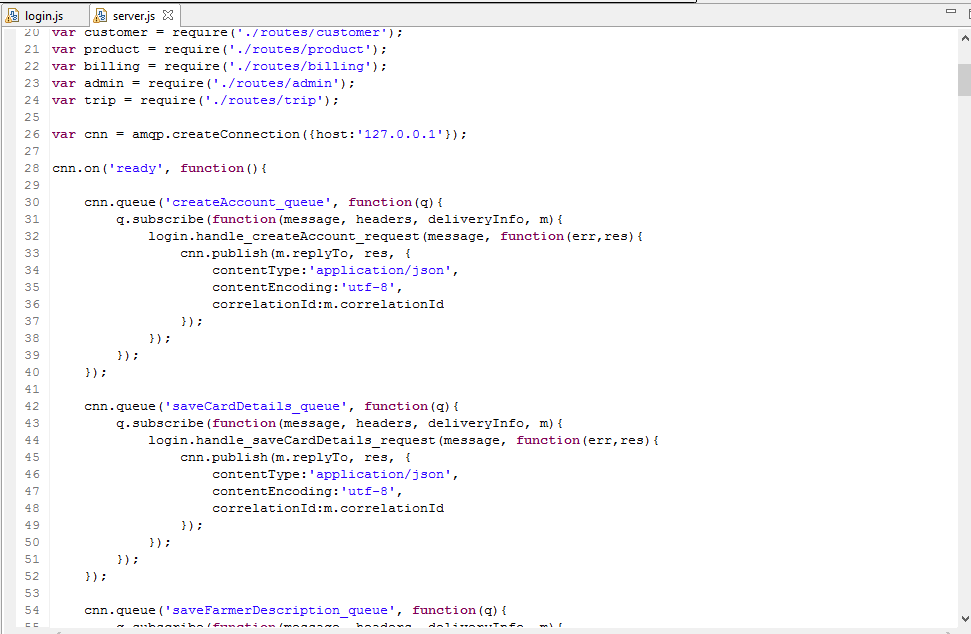 login.js server.js
20 var customer = require('./routes/customer');
21 var product = require('./routes/product');
22 var billing = require('./routes/billing');
23 var admin = require('./routes/admin');
24 var trip = require('./routes/trip');
25
26 var cnn = amqp.createConnection({host:'127.0.0.1'});
27
28 cnn.on('ready', function(){
29
30     cnn.queue('createAccount_queue', function(q){
31         q.subscribe(function(message, headers, deliveryInfo, m){
32             login.handle_createAccount_request(message, function(err,res){
33                 cnn.publish(m.replyTo, res, {
34                     contentType:'application/json',
35                     contentEncoding:'utf-8',
36                     correlationId:m.correlationId
37                 });
38             });
39         });
40     });
41
42     cnn.queue('saveCardDetails_queue', function(q){
43         q.subscribe(function(message, headers, deliveryInfo, m){
44             login.handle_saveCardDetails_request(message, function(err,res){
45                 cnn.publish(m.replyTo, res, {
46                     contentType:'application/json',
47                     contentEncoding:'utf-8',
48                     correlationId:m.correlationId
49                 });
50             });
51         });
52     });
53
54     cnn.queue('saveFarmerDescription_queue', function(q){
55         q.subscribe(function(message, headers, deliveryInfo, m){